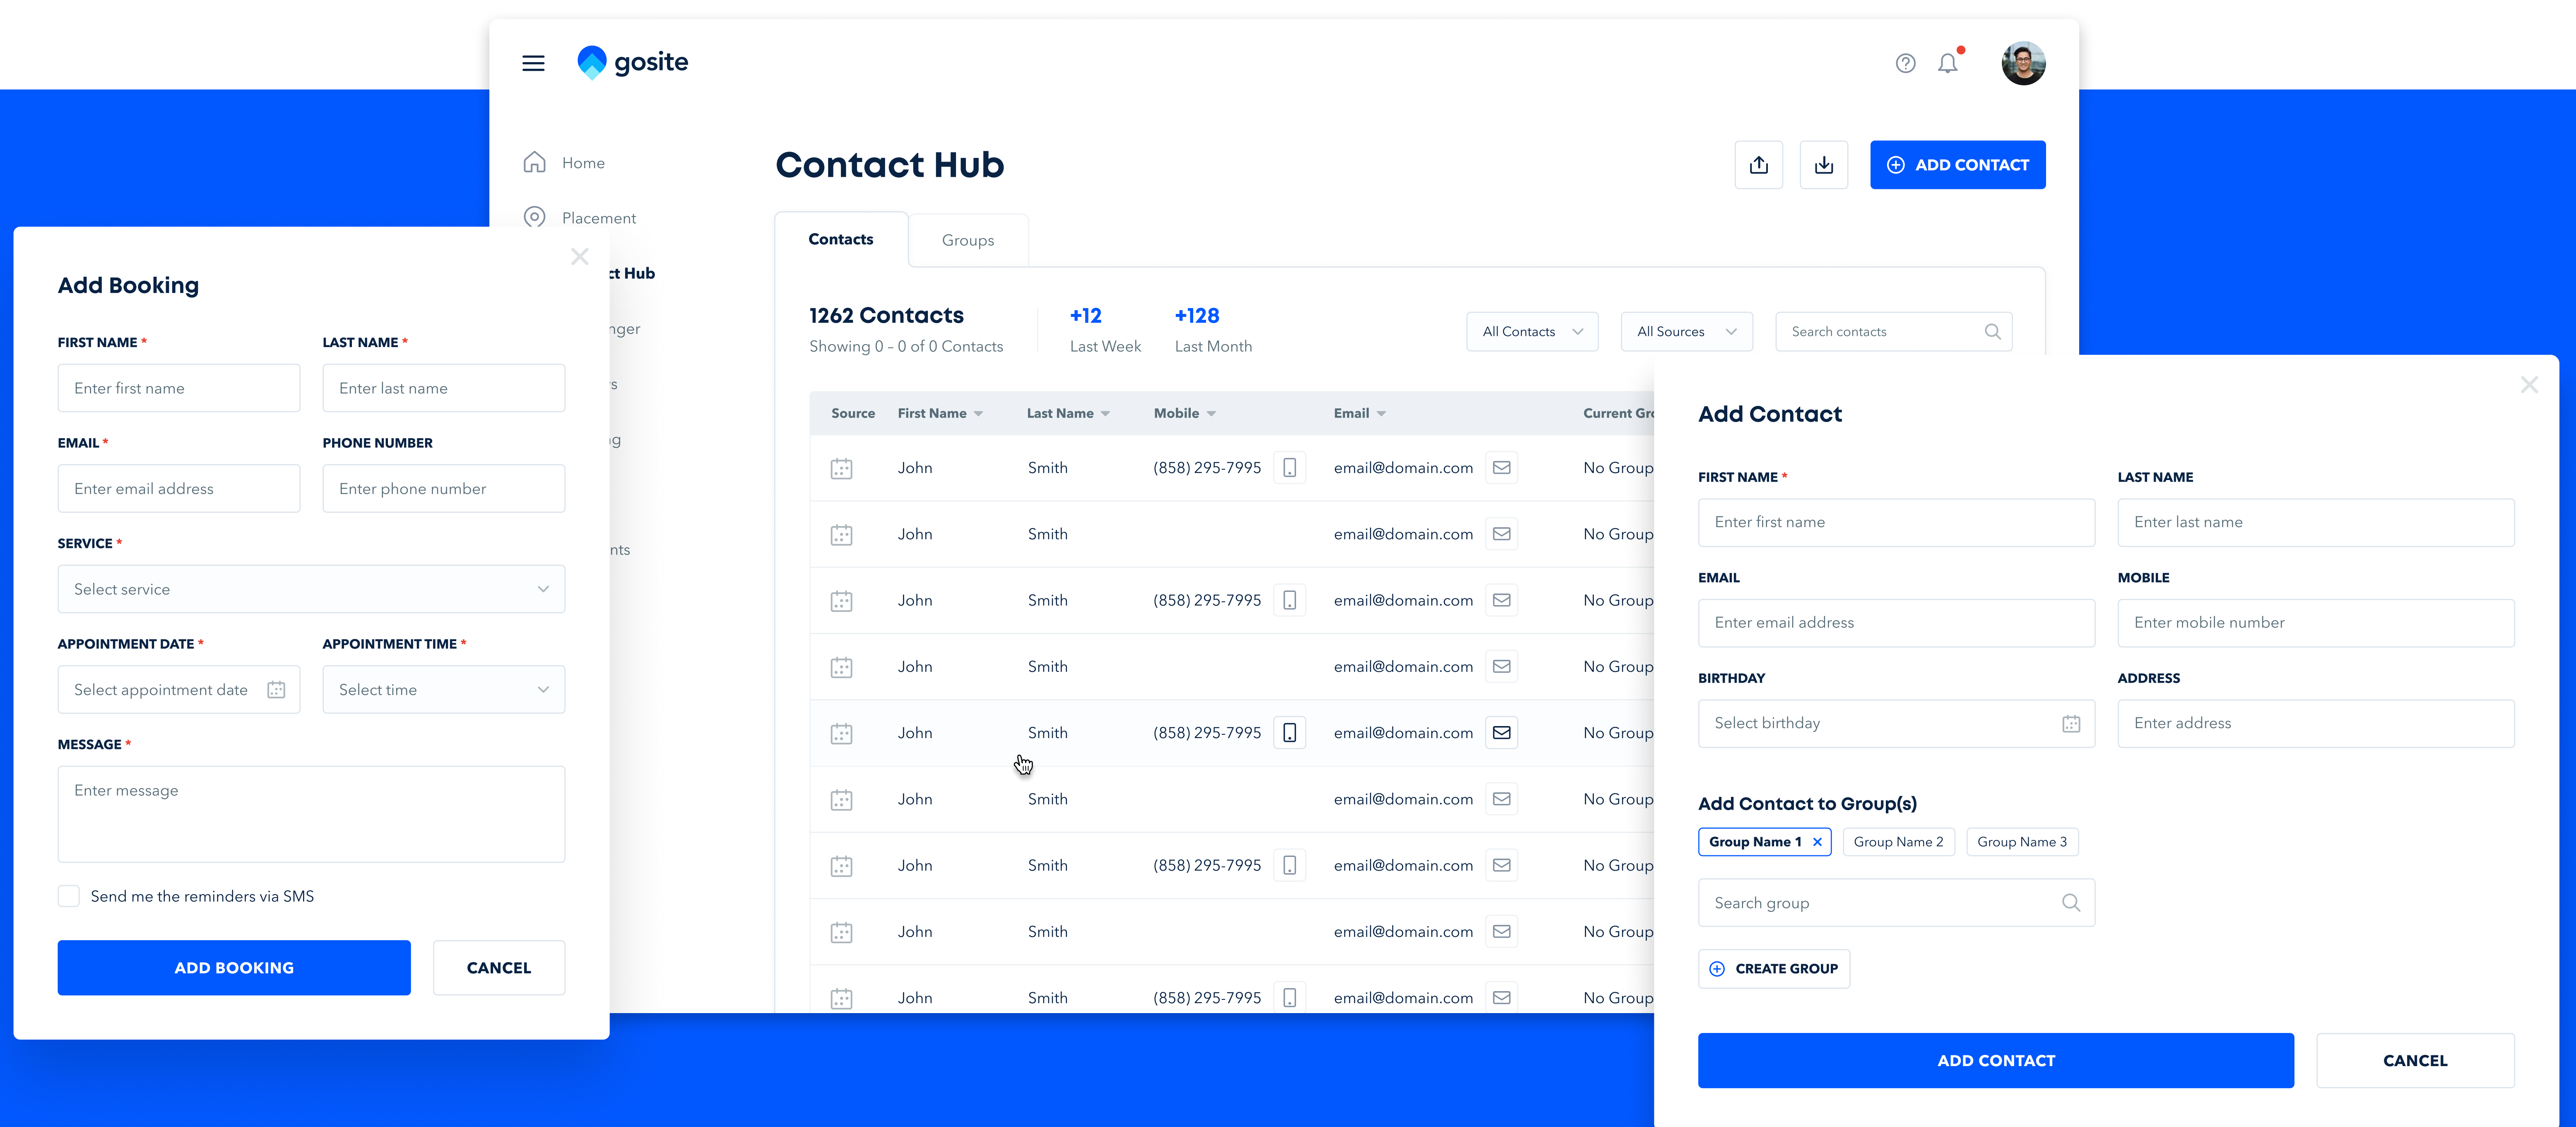 gosite
Home
Placement
ct Hub
nger
s
g
nts
Contact Hub
ADD CONTACT
Contacts
Groups
1262 Contacts
Showing 0 – 0 of 0 Contacts
+12
Last Week
+128
Last Month
All Contacts
All Sources
Search contacts
Source First Name Last Name Mobile Email Current Gro
John Smith (858) 295-7995 email@domain.com No Group
John Smith email@domain.com No Group
John Smith (858) 295-7995 email@domain.com No Group
John Smith email@domain.com No Group
John Smith (858) 295-7995 email@domain.com No Group
John Smith email@domain.com No Group
John Smith (858) 295-7995 email@domain.com No Group
John Smith email@domain.com No Group
John Smith (858) 295-7995 email@domain.com No Group
Add Booking
FIRST NAME * LAST NAME *
Enter first name Enter last name
EMAIL * PHONE NUMBER
Enter email address Enter phone number
SERVICE *
Select service
APPOINTMENT DATE * APPOINTMENT TIME *
Select appointment date Select time
MESSAGE *
Enter message
Send me the reminders via SMS
ADD BOOKING CANCEL
Add Contact
FIRST NAME * LAST NAME
Enter first name Enter last name
EMAIL MOBILE
Enter email address Enter mobile number
BIRTHDAY ADDRESS
Select birthday Enter address
Add Contact to Group(s)
Group Name 1 Group Name 2 Group Name 3
Search group
CREATE GROUP
ADD CONTACT CANCEL